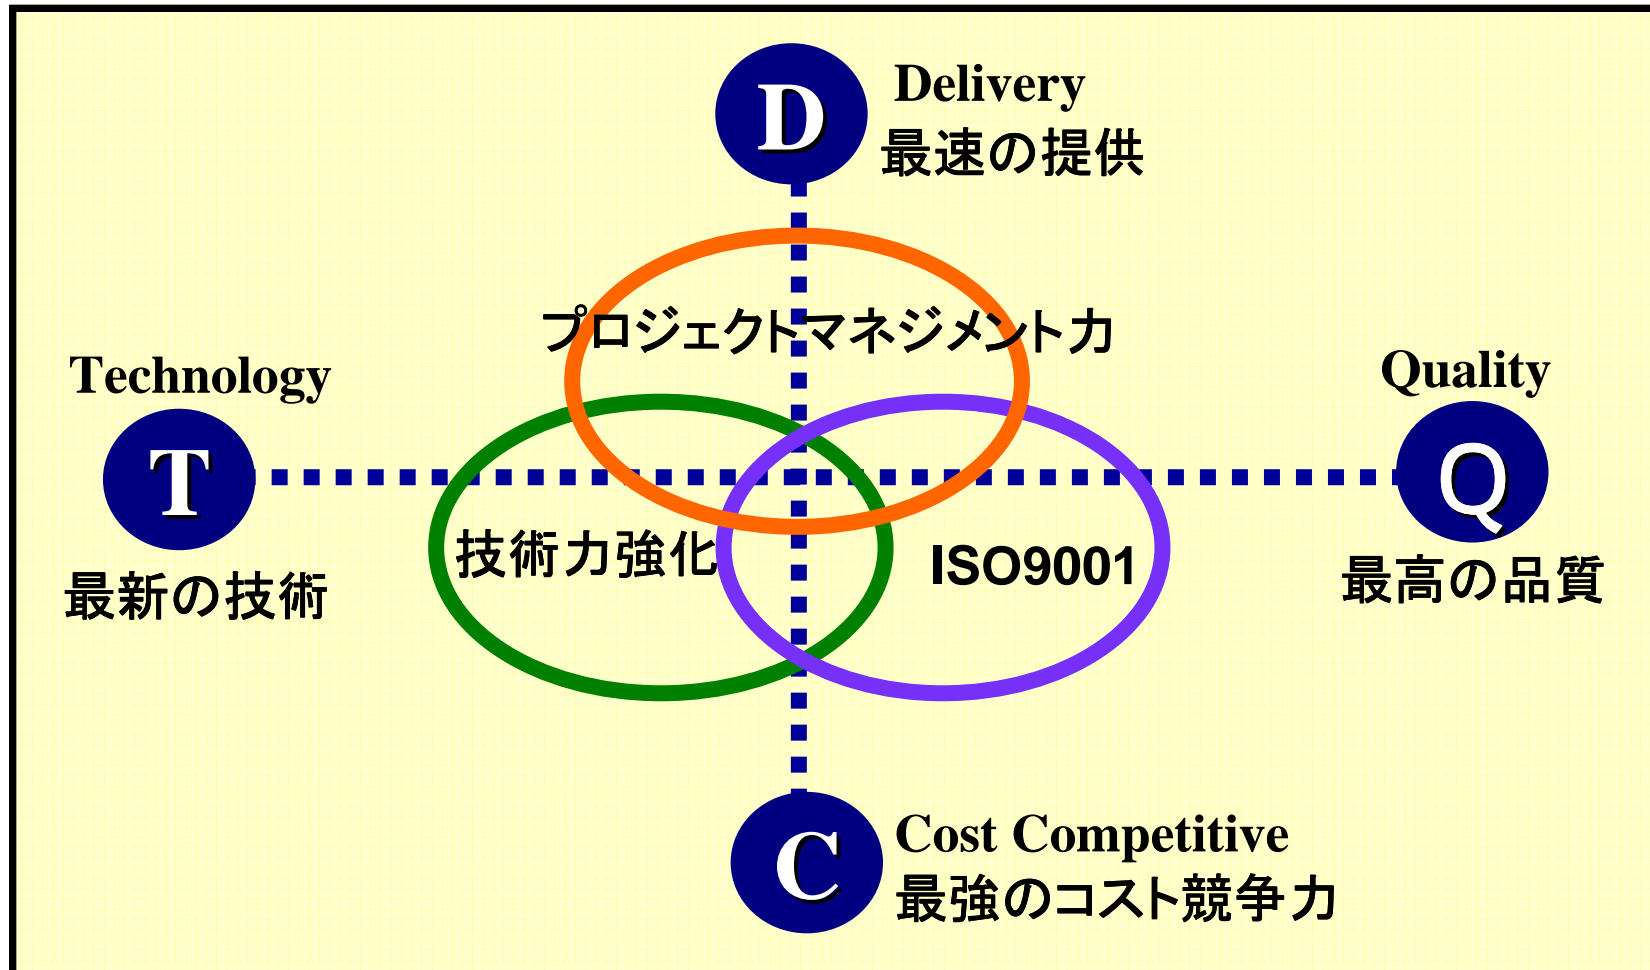 D
Delivery
最速の提供
プロジェクトマネジメント力
Technology
T
最新の技術
Quality
Q
最高の品質
技術力強化
ISO9001
C
Cost Competitive
最強のコスト競争力